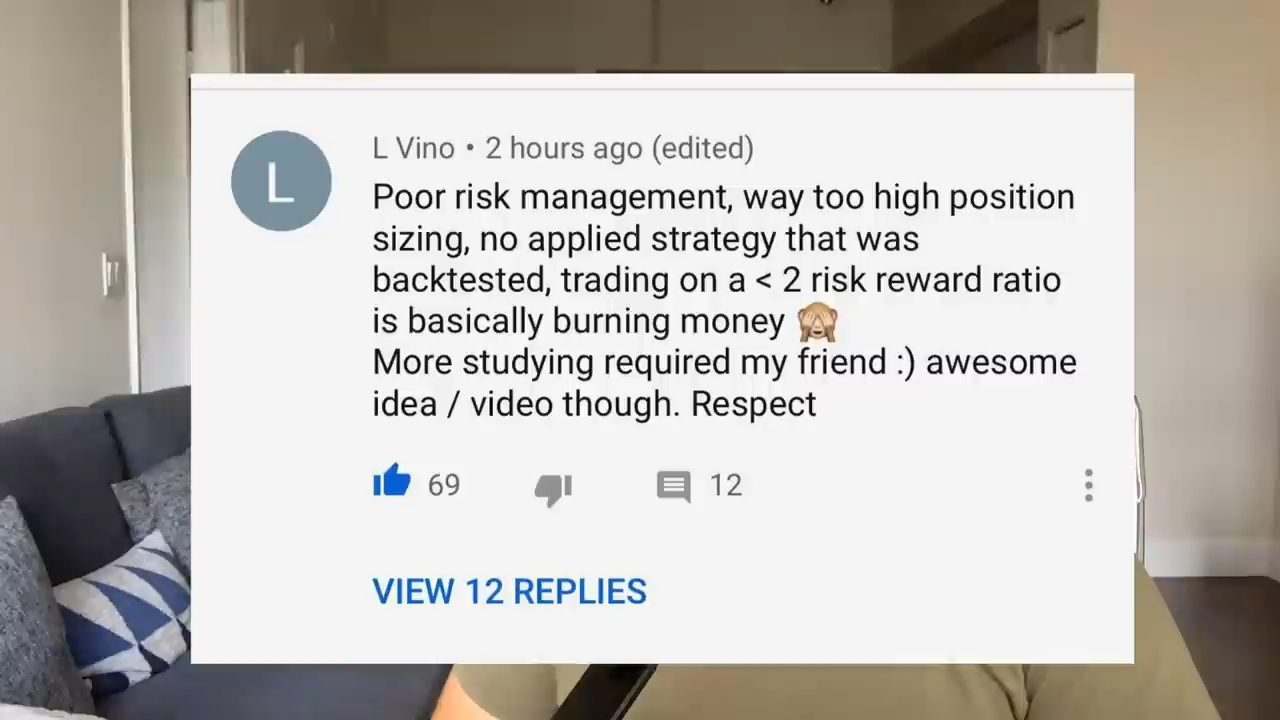 L
L Vino • 2 hours ago (edited)
Poor risk management, way too high position
sizing, no applied strategy that was
backtested, trading on a < 2 risk reward ratio
is basically burning money 🙈
More studying required my friend :) awesome
idea / video though. Respect
69
12
VIEW 12 REPLIES